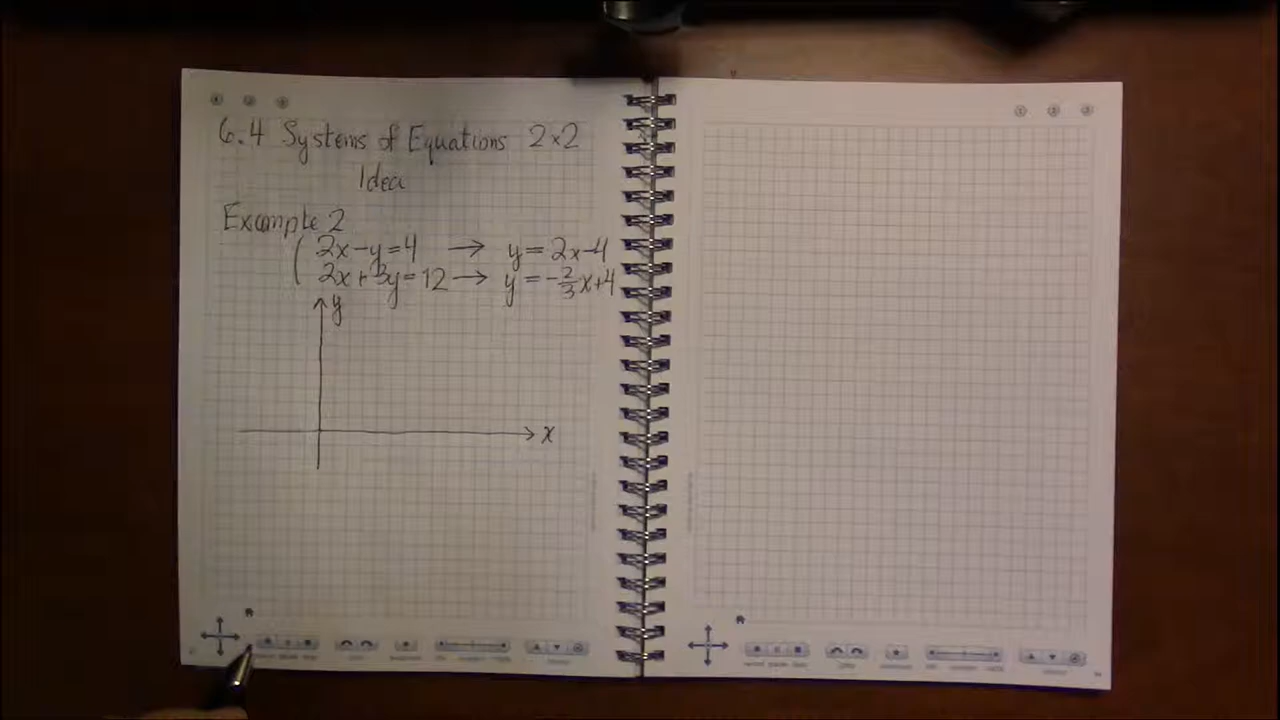 6.4 Systems of Equations 2×2
Idea
Example 2
2x-y=4 → y=2x-4
2x+3y=12 → y=-2/3x+4
y
x